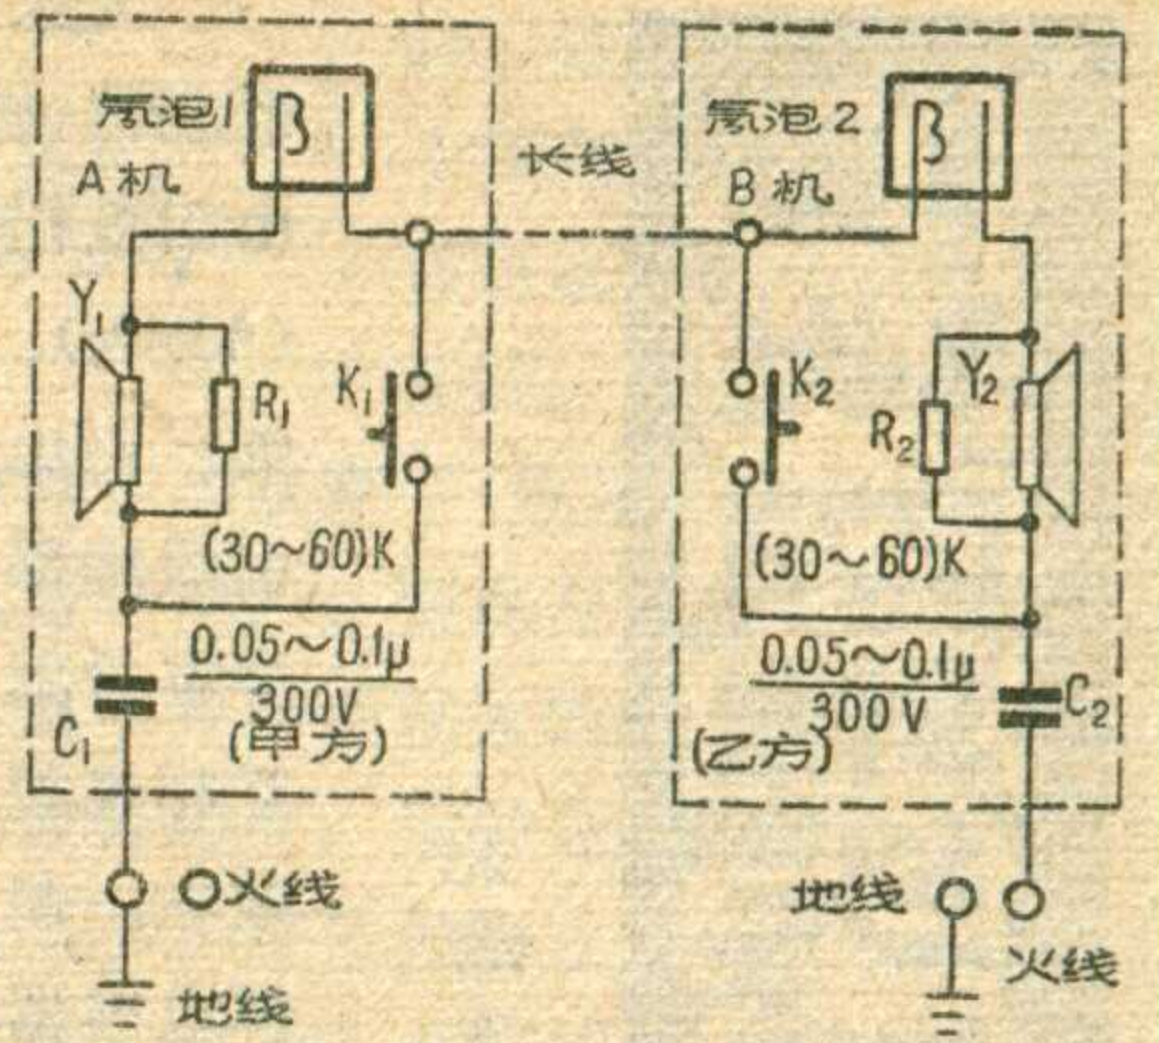 氖泡1
A机
长线
氖泡2
B机
Y1
R1
K1
K2
Y2
R2
(30～60)K
(30～60)K
0.05～0.1μ
300V
C1
(甲方)
0.05～0.1μ
300V
C2
(乙方)
火线
地线
地线
火线